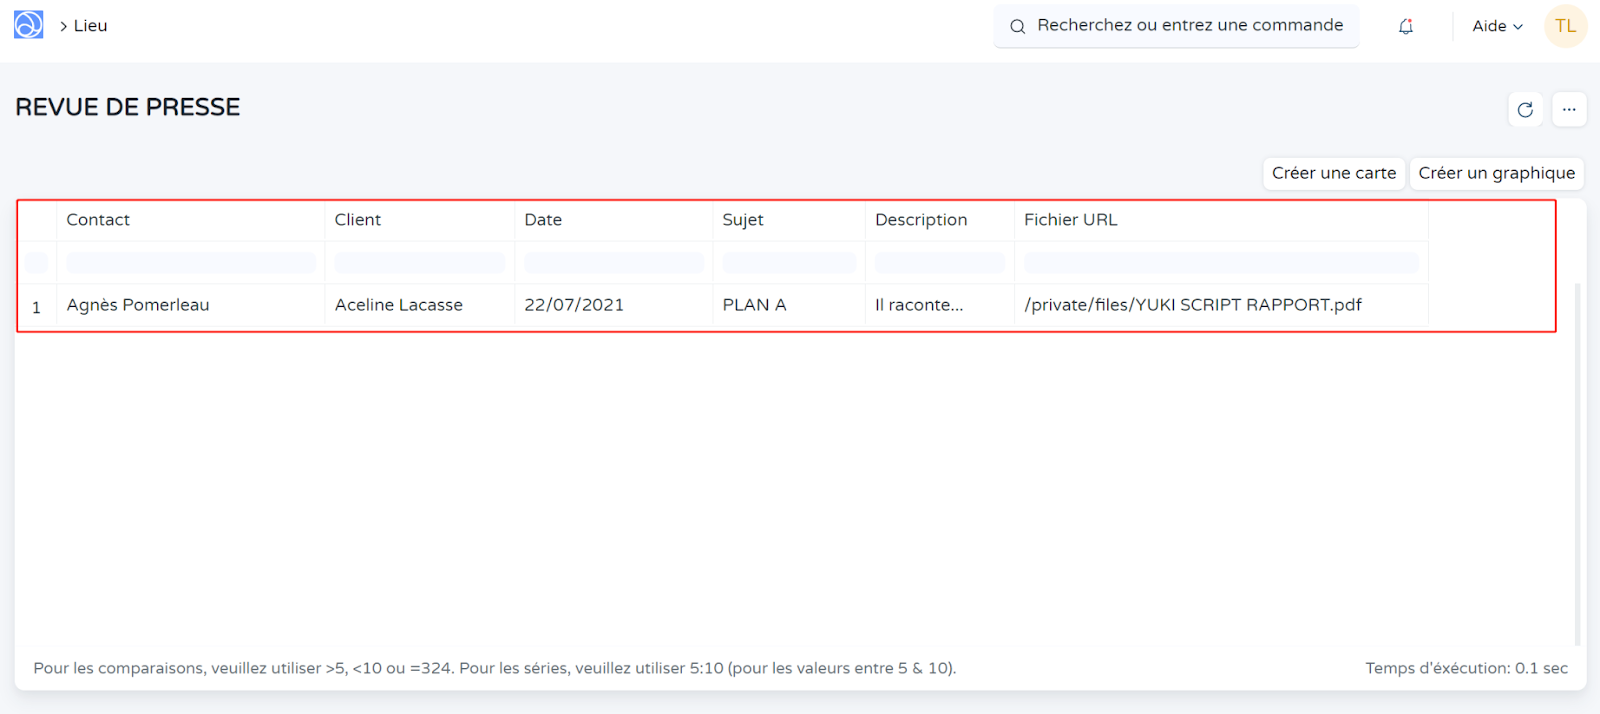 > Lieu
Recherchez ou entrez une commande
Aide
TL
REVUE DE PRESSE
...
Créer une carte
Créer un graphique
Contact Client Date Sujet Description Fichier URL
1 Agnès Pomerleau Aceline Lacasse 22/07/2021 PLAN A Il raconte... /private/files/YUKI SCRIPT RAPPORT.pdf
Pour les comparaisons, veuillez utiliser >5, <10 ou =324. Pour les séries, veuillez utiliser 5:10 (pour les valeurs entre 5 & 10).
Temps d'éxécution: 0.1 sec